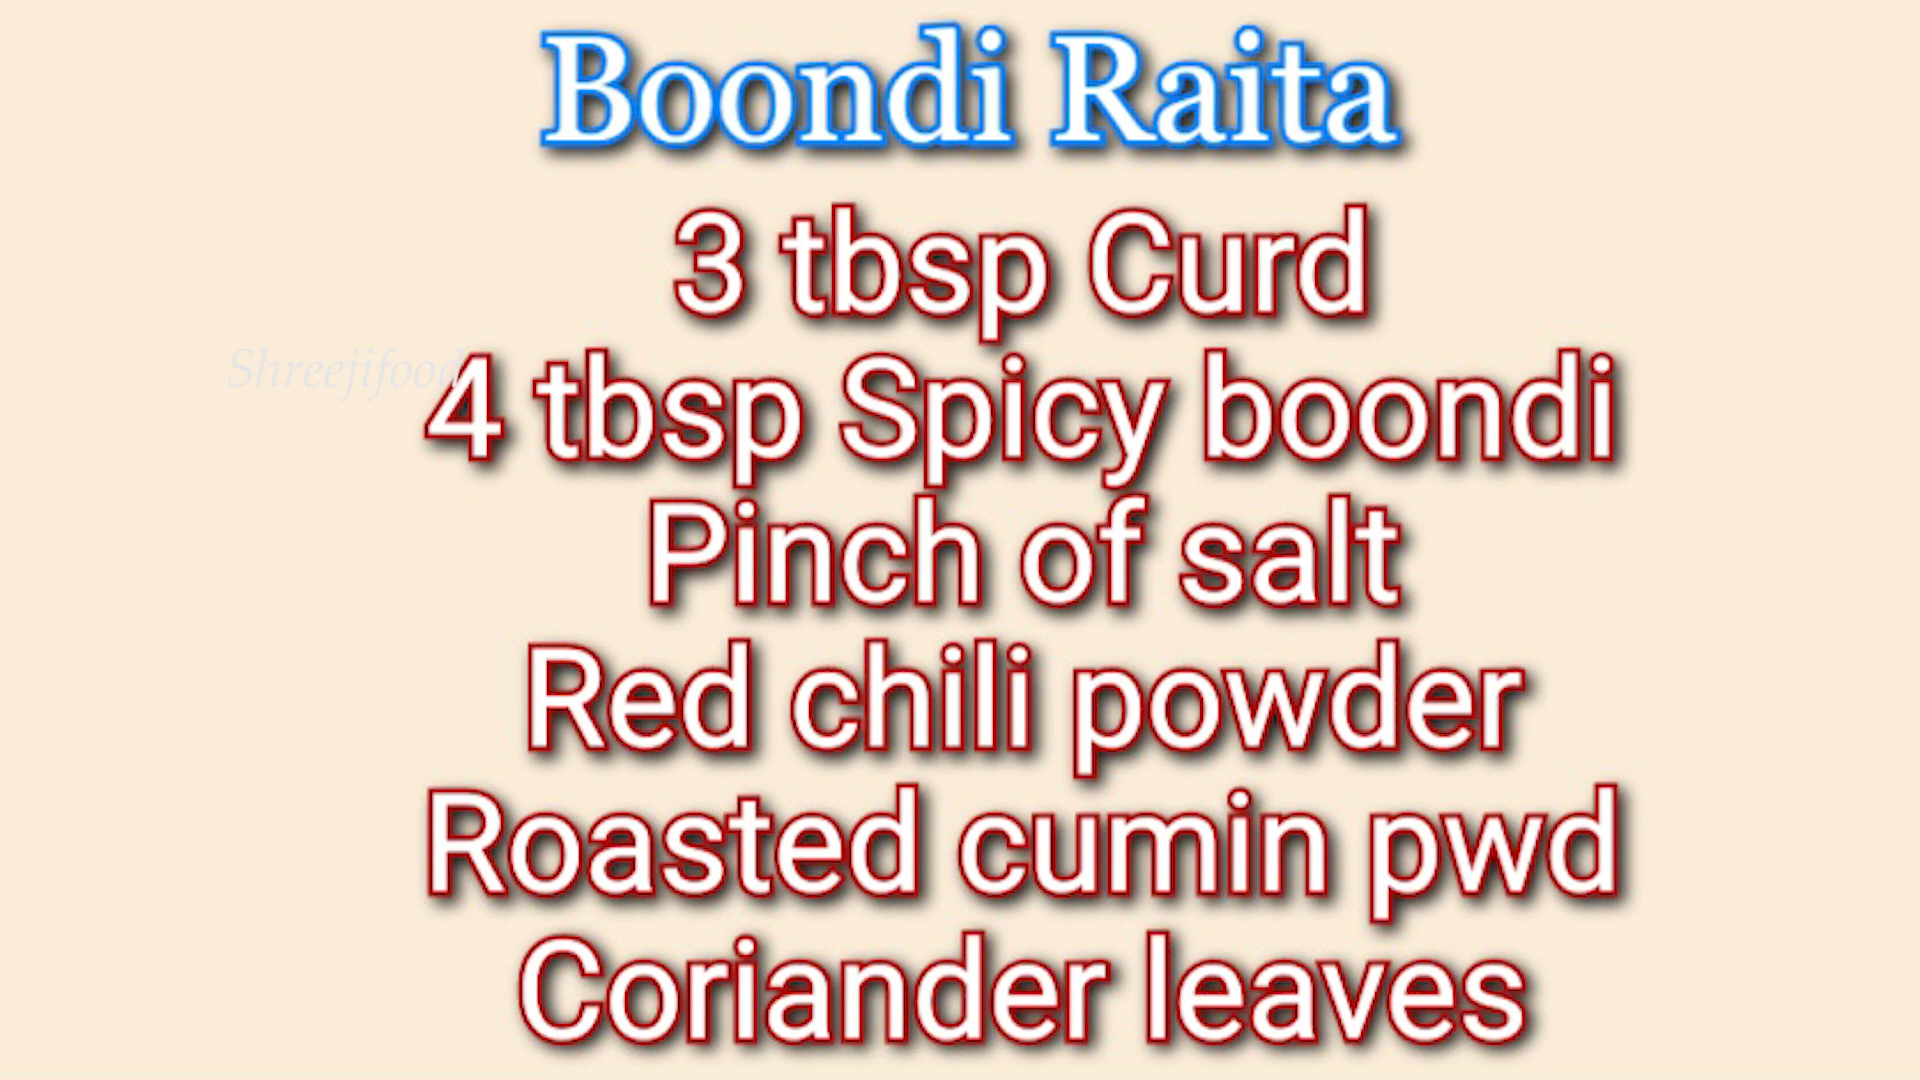 Boondi Raita
3 tbsp Curd
Shreejifood
4 tbsp Spicy boondi
Pinch of salt
Red chili powder
Roasted cumin pwd
Coriander leaves